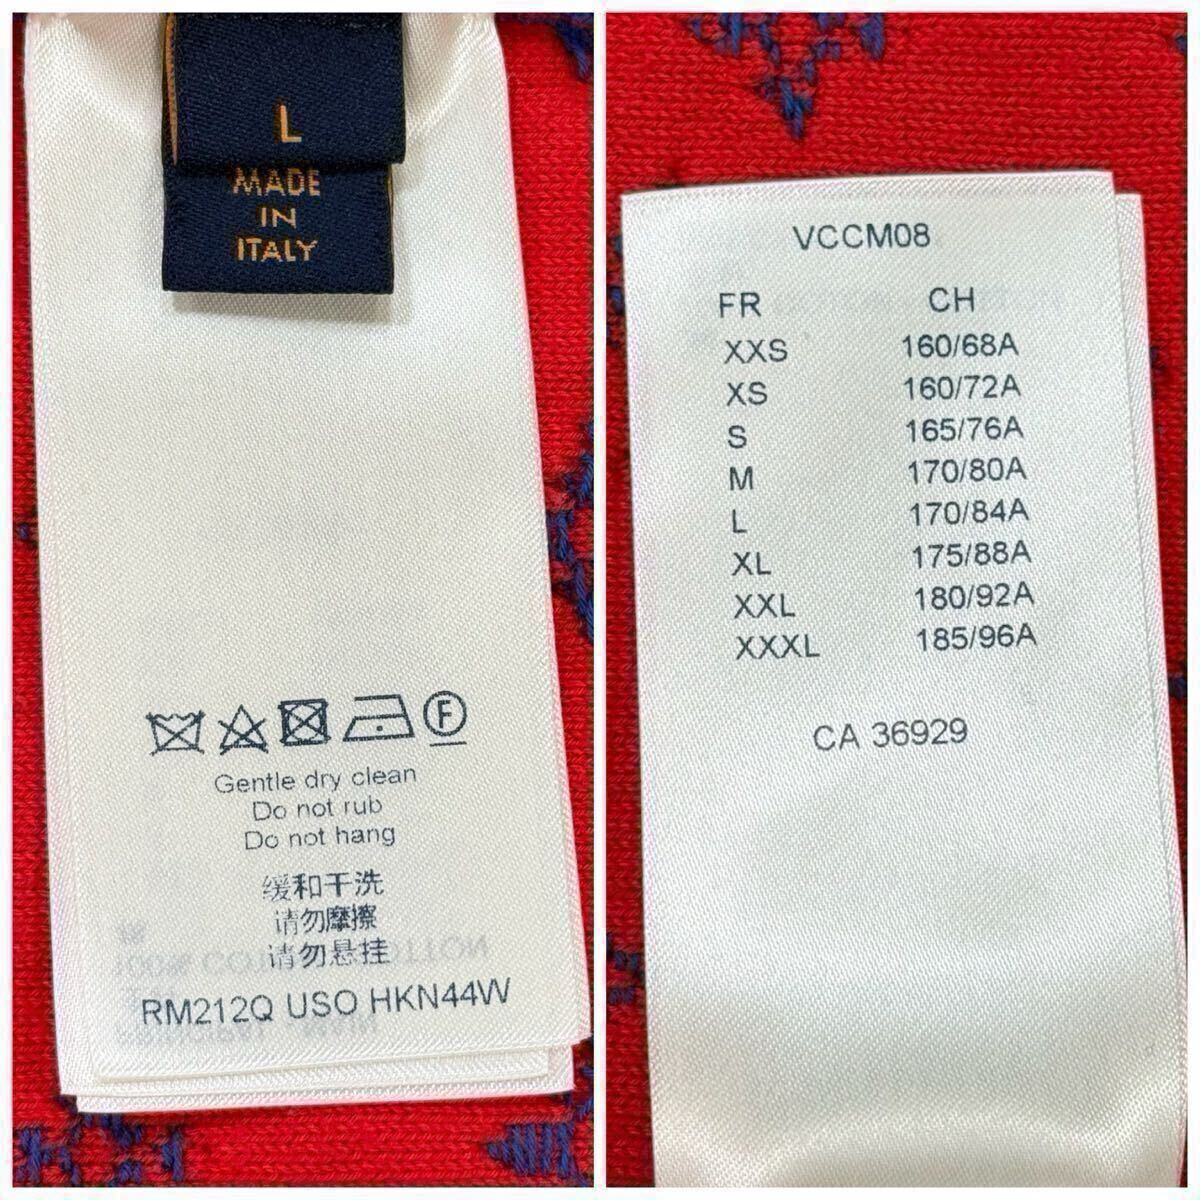 L
MADE
IN
ITALY
F
Gentle dry clean
Do not rub
Do not hang
缓和干洗
请勿摩擦
请勿悬挂
RM212Q USO HKN44W
VCCM08
FR CH
XXS 160/68A
XS 160/72A
S 165/76A
M 170/80A
L 170/84A
XL 175/88A
XXL 180/92A
XXXL 185/96A
CA 36929